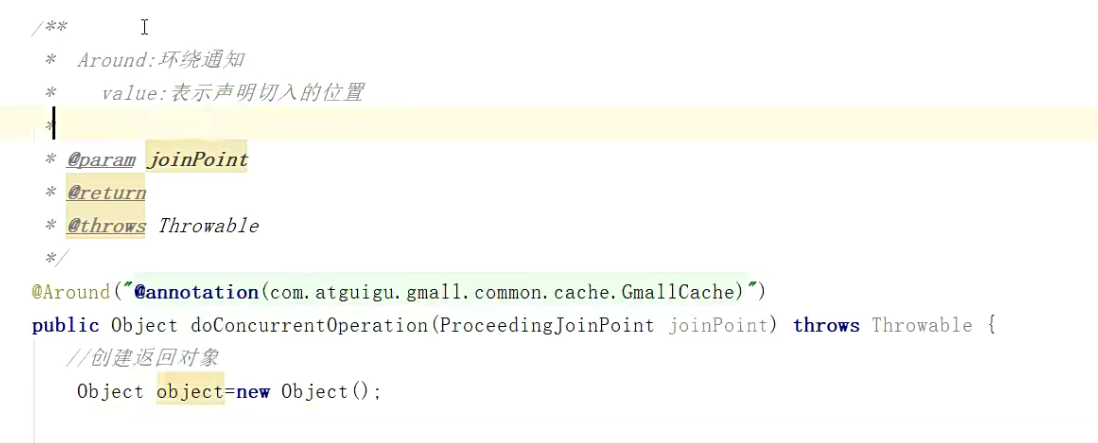 /**
 *  Around:环绕通知
 *    value:表示声明切入的位置
 *
 * @param joinPoint
 * @return
 * @throws Throwable
 */
@Around("@annotation(com.atguigu.gmall.common.cache.GmallCache)")
public Object doConcurrentOperation(ProceedingJoinPoint joinPoint) throws Throwable {
    //创建返回对象
    Object object=new Object();